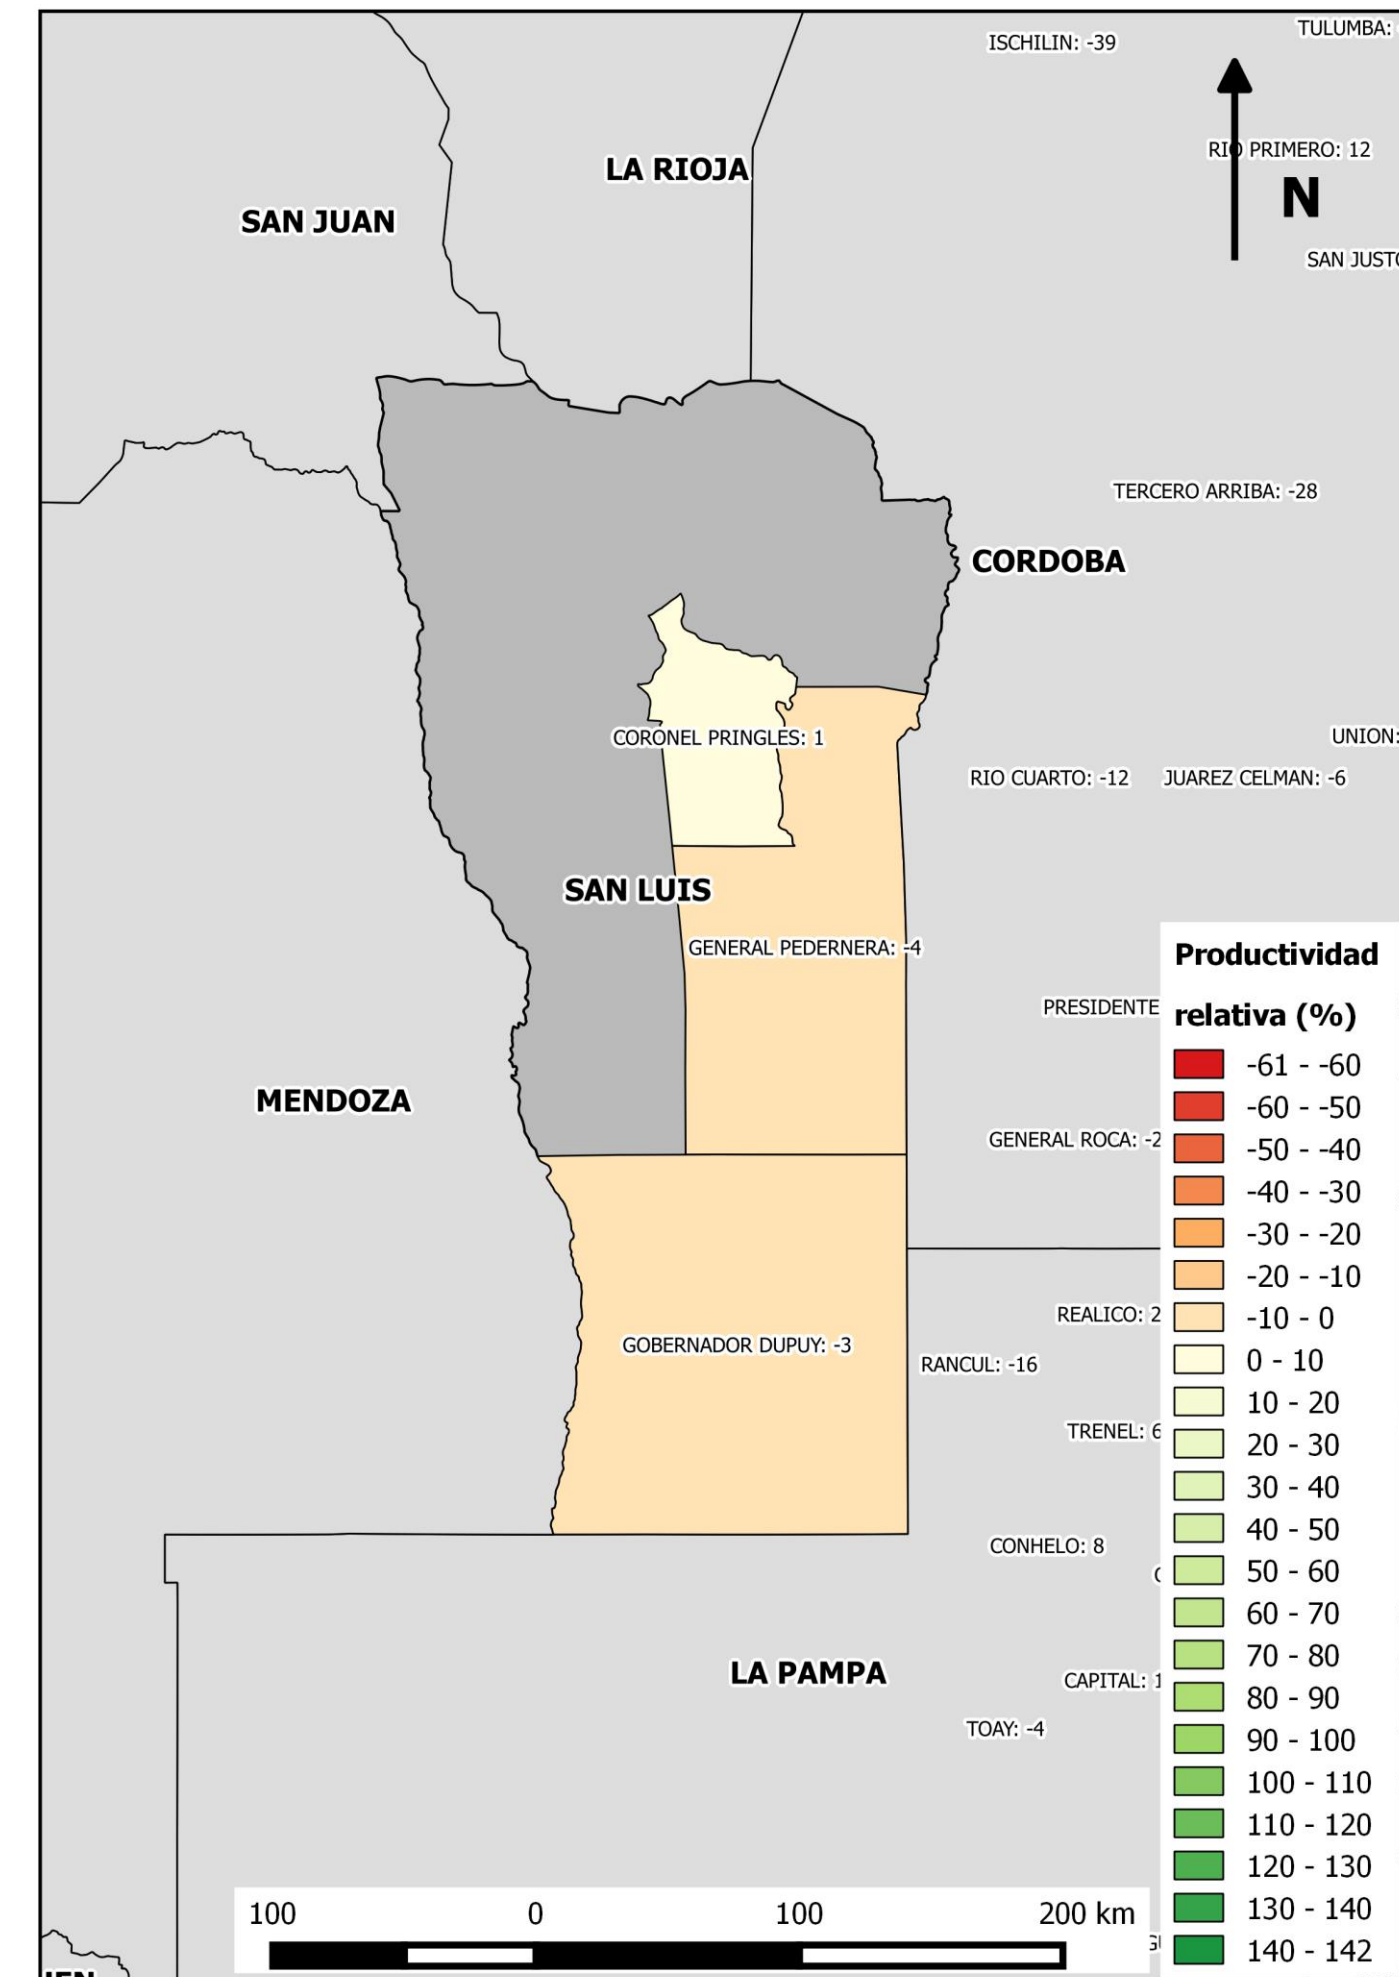 TULUMBA:
ISCHILIN: -39
RIO PRIMERO: 12
LA RIOJA
N
SAN JUAN
SAN JUSTO
TERCERO ARRIBA: -28
CORDOBA
CORONEL PRINGLES: 1
UNION:
RIO CUARTO: -12
JUAREZ CELMAN: -6
SAN LUIS
GENERAL PEDERNERA: -4
PRESIDENTE
MENDOZA
GENERAL ROCA: -2
REALICO: 2
GOBERNADOR DUPUY: -3
RANCUL: -16
TRENEL: 6
CONHELO: 8
LA PAMPA
CAPITAL: 1
TOAY: -4
Productividad
relativa (%)
-61 - -60
-60 - -50
-50 - -40
-40 - -30
-30 - -20
-20 - -10
-10 - 0
0 - 10
10 - 20
20 - 30
30 - 40
40 - 50
50 - 60
60 - 70
70 - 80
80 - 90
90 - 100
100 - 110
110 - 120
120 - 130
130 - 140
140 - 142
100 0 100 200 km